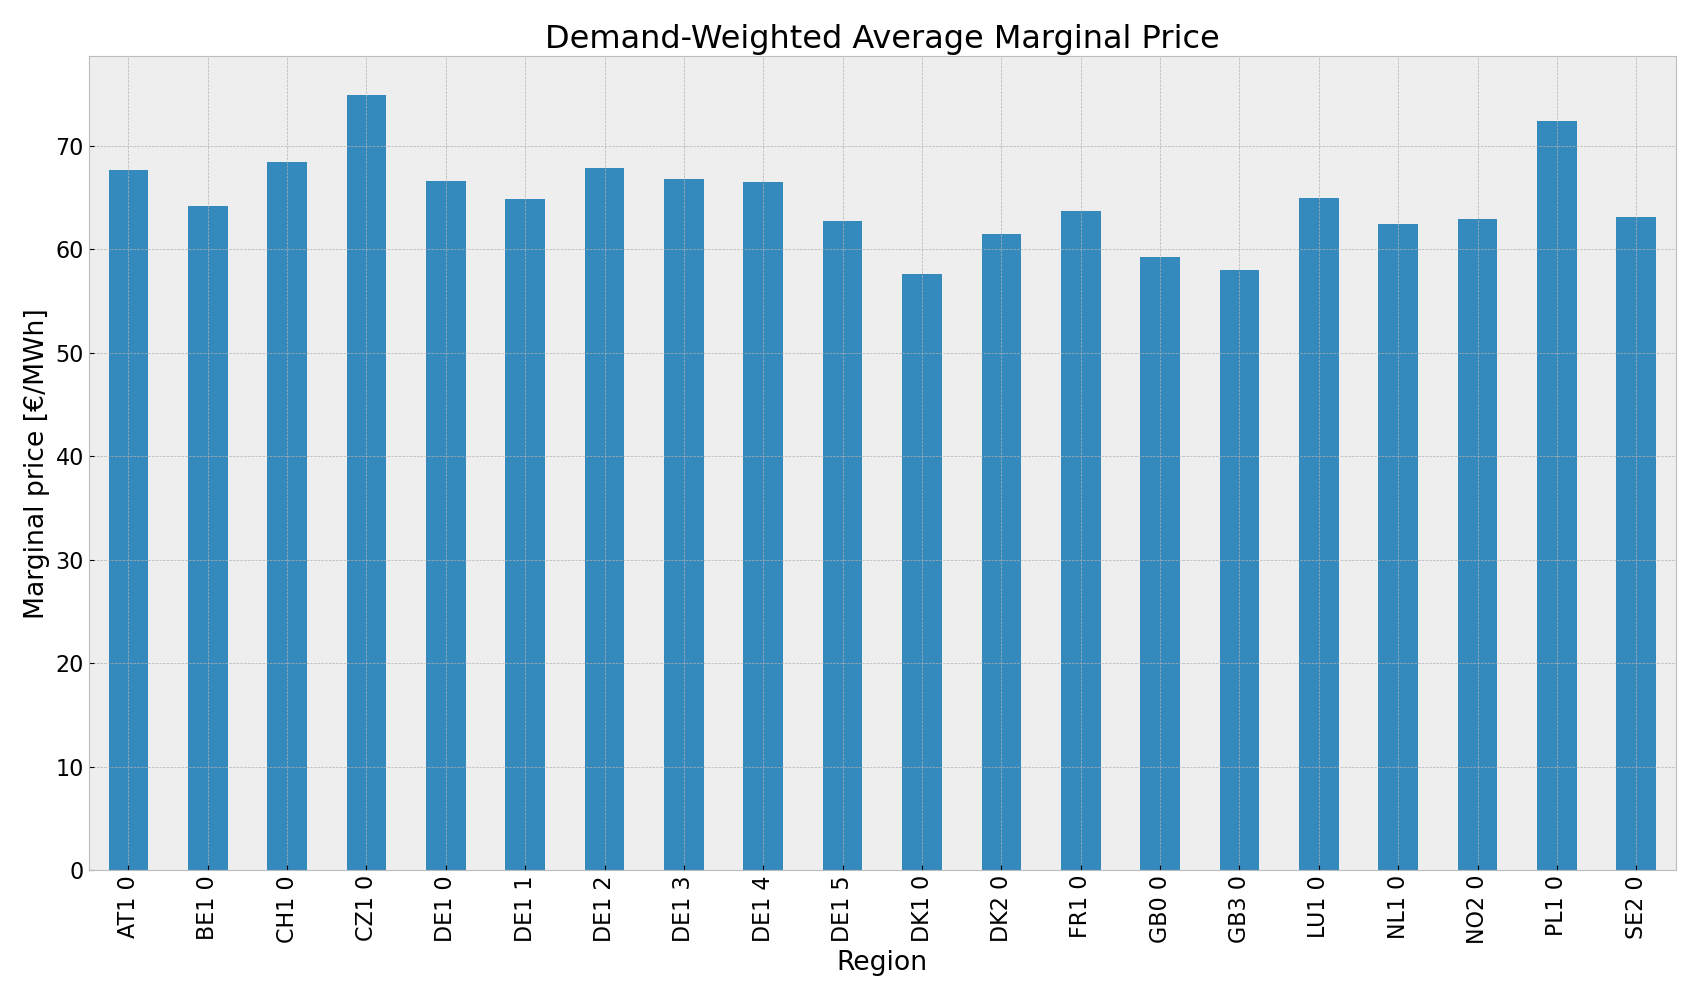 Demand-Weighted Average Marginal Price
Marginal price [€/MWh]
70
60
50
40
30
20
10
0
AT1 0
BE1 0
CH1 0
CZ1 0
DE1 0
DE1 1
DE1 2
DE1 3
DE1 4
DE1 5
DK1 0
DK2 0
FR1 0
GB0 0
GB3 0
LU1 0
NL1 0
NO2 0
PL1 0
SE2 0
Region